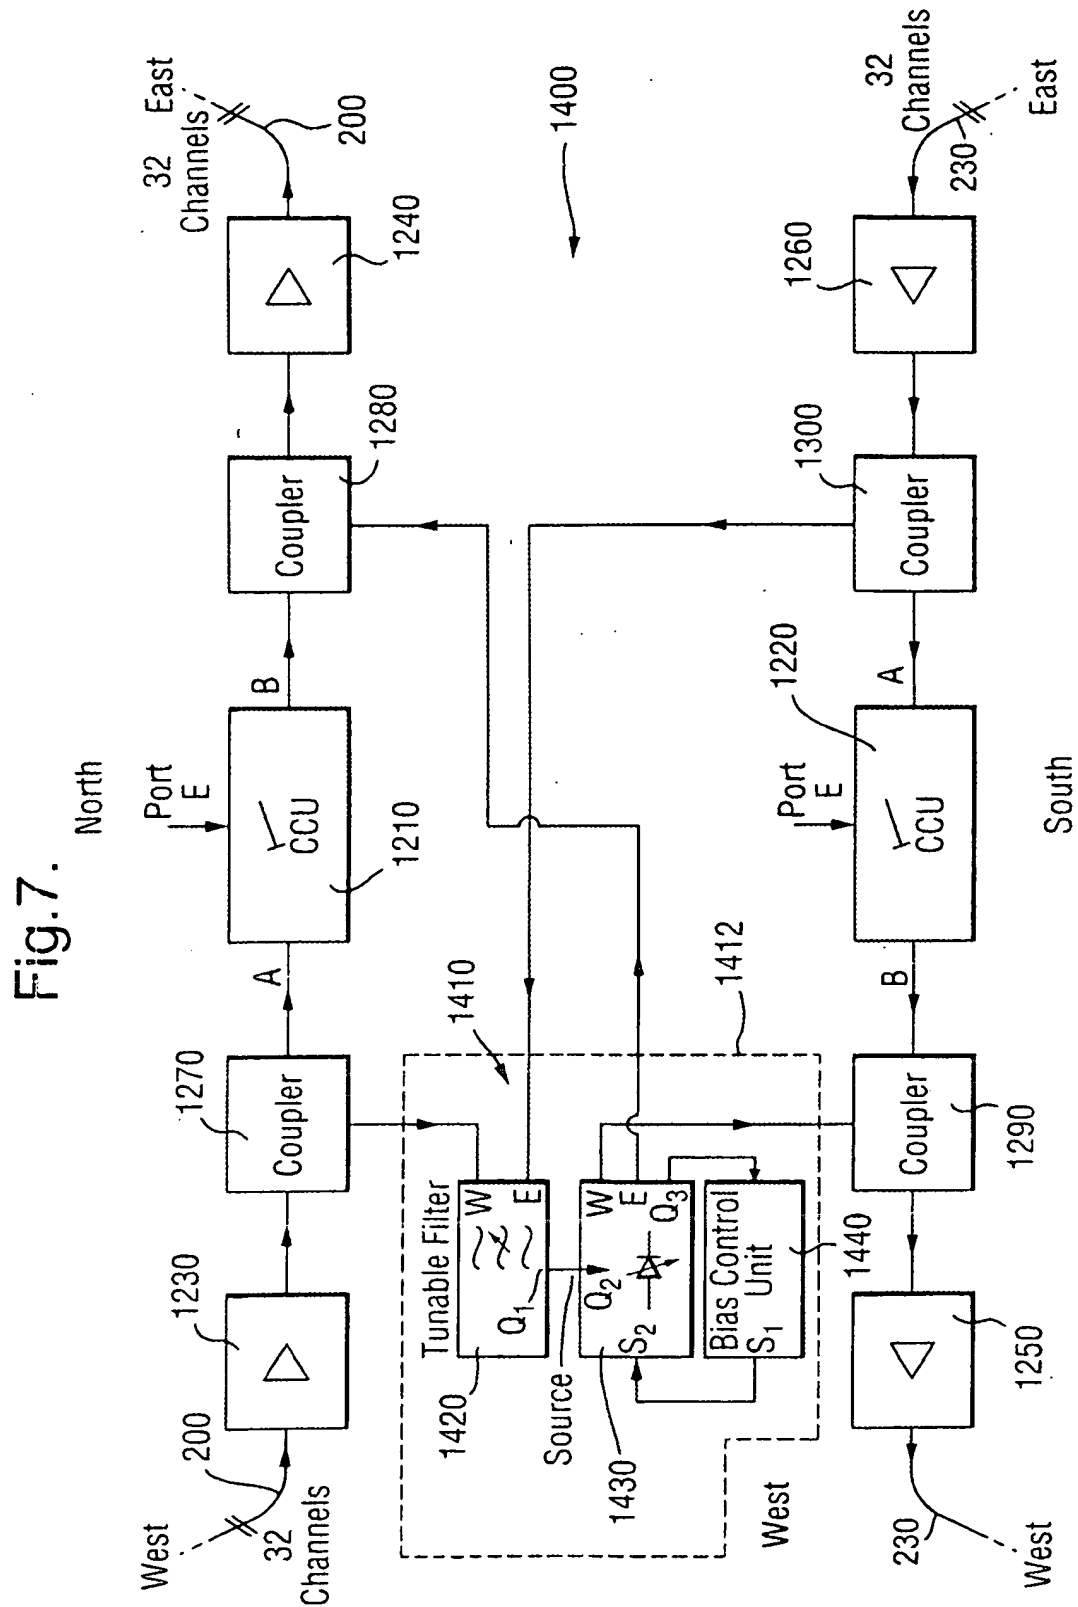 Fig.7.
North
West
200
32
Channels
1230
1270
Coupler
A
Port
E
CCU
1210
B
Coupler
1280
1240
32
Channels
East
200
1400
1410
1412
Tunable Filter
W
E
Q1
1420
Source
Q2
W
E
Q3
S2
1430
Bias Control
Unit
S1
1440
West
230
West
1250
Coupler
1290
B
Port
E
CCU
1220
A
Coupler
1300
1260
32
Channels
230
East
South